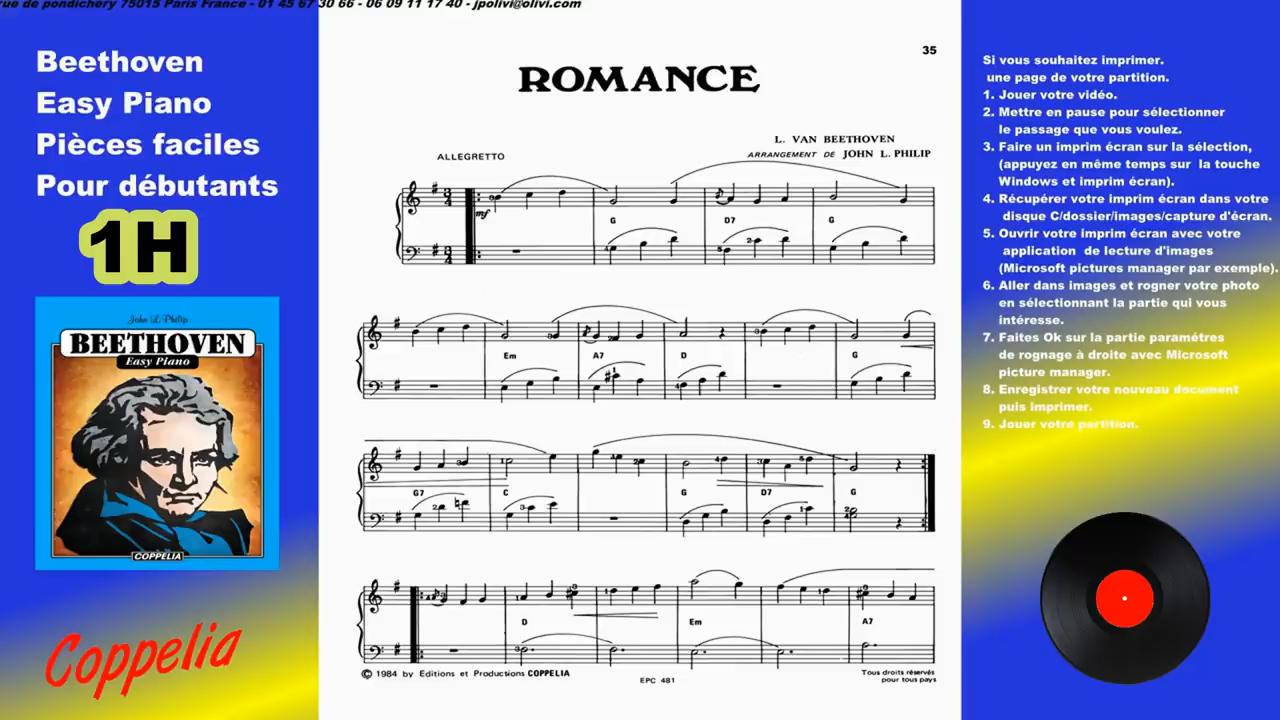 rue de pondichery 75015 Paris France - 01 45 67 30 66 - 06 09 11 17 40 - jpolivi@olivi.com
Beethoven
Easy Piano
Pièces faciles
Pour débutants
1H
John L. Philip
BEETHOVEN
Easy Piano
COPPELIA
Coppelia
35
ROMANCE
L. VAN BEETHOVEN
ALLEGRETTO
ARRANGEMENT DE JOHN L. PHILIP
mf
G D7 G
Em A7 D G
G7 C G D7 G
D Em A7
© 1984 by Editions et Productions COPPELIA
EPC 481
Tous droits réservés
pour tous pays
Si vous souhaitez imprimer.
une page de votre partition.
1. Jouer votre vidéo.
2. Mettre en pause pour sélectionner
le passage que vous voulez.
3. Faire un imprim écran sur la sélection,
(appuyez en même temps sur la touche
Windows et imprim écran).
4. Récupérer votre imprim écran dans votre
disque C/dossier/images/capture d'écran.
5. Ouvrir votre imprim écran avec votre
application de lecture d'images
(Microsoft pictures manager par exemple).
6. Aller dans images et rogner votre photo
en sélectionnant la partie qui vous
intéresse.
7. Faites Ok sur la partie paramétres
de rognage à droite avec Microsoft
picture manager.
8. Enregistrer votre nouveau document
puis imprimer.
9. Jouer votre partition.